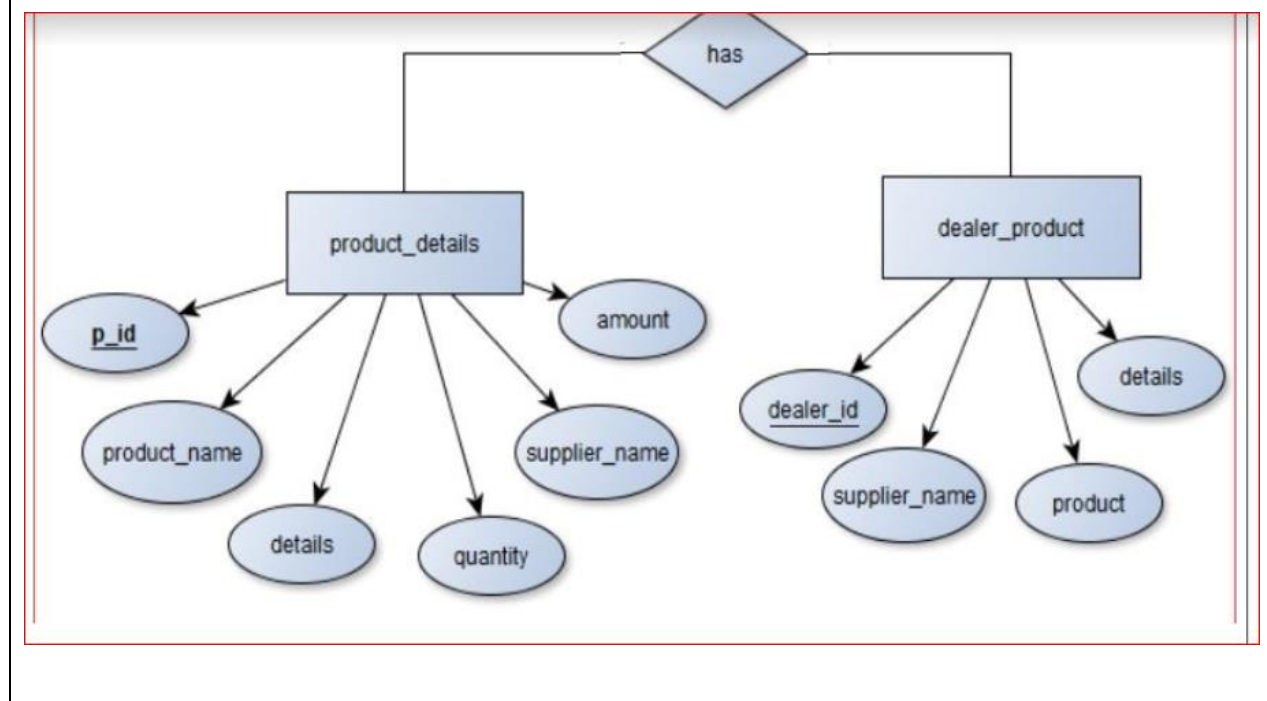 has
product_details
dealer_product
p_id
amount
product_name
supplier_name
details
quantity
dealer_id
details
supplier_name
product